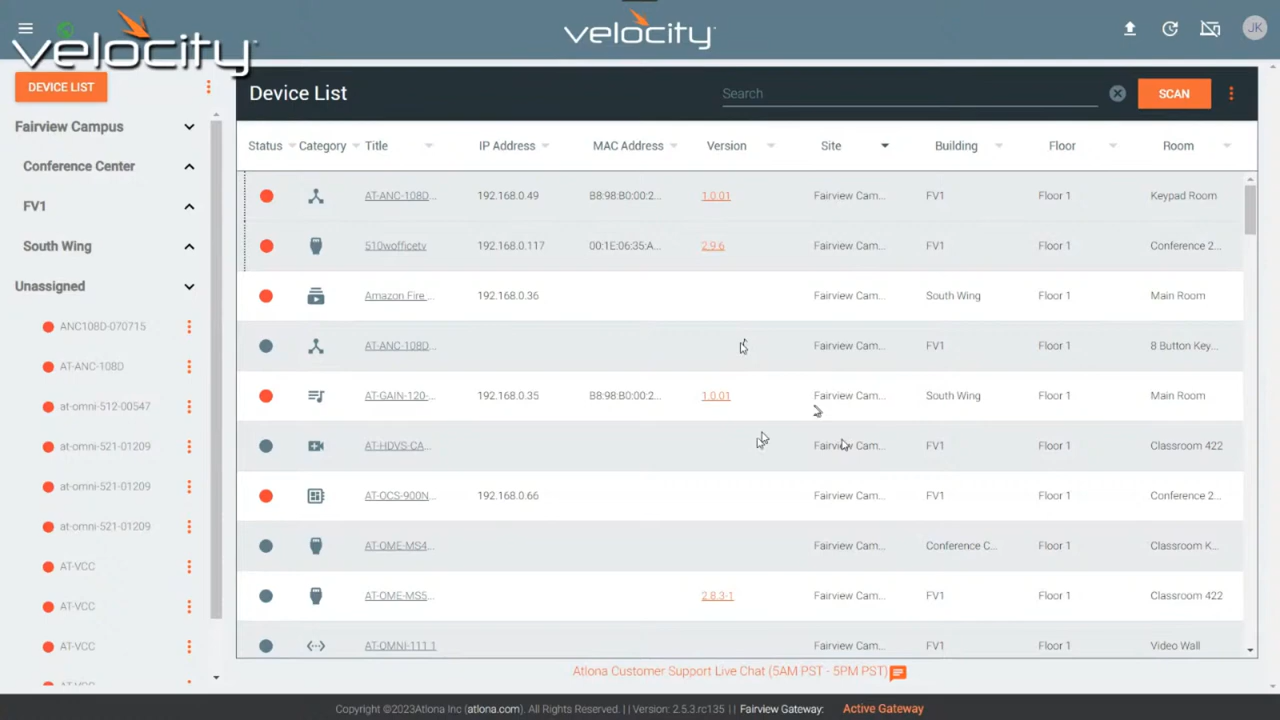 velocity
velocity
JK
DEVICE LIST
Fairview Campus
Conference Center
FV1
South Wing
Unassigned
ANC108D-070715
AT-ANC-108D
at-omni-512-00547
at-omni-521-01209
at-omni-521-01209
at-omni-521-01209
AT-VCC
AT-VCC
AT-VCC
Device List
Search
SCAN
Status Category Title IP Address MAC Address Version Site Building Floor Room
AT-ANC-108D... 192.168.0.49 B8:98:B0:00:2... 1.0.01 Fairview Cam... FV1 Floor 1 Keypad Room
510wofficetv 192.168.0.117 00:1E:06:35:A... 2.9.6 Fairview Cam... FV1 Floor 1 Conference 2...
Amazon Fire ... 192.168.0.36 Fairview Cam... South Wing Floor 1 Main Room
AT-ANC-108D... Fairview Cam... FV1 Floor 1 8 Button Key...
AT-GAIN-120-... 192.168.0.35 B8:98:B0:00:2... 1.0.01 Fairview Cam... South Wing Floor 1 Main Room
AT-HDVS-CA... Fairview Cam... FV1 Floor 1 Classroom 422
AT-OCS-900N... 192.168.0.66 Fairview Cam... FV1 Floor 1 Conference 2...
AT-OME-MS4... Fairview Cam... Conference C... Floor 1 Classroom K...
AT-OME-MS5... 2.8.3-1 Fairview Cam... FV1 Floor 1 Classroom 422
AT-OMNI-111 1 Fairview Cam... FV1 Floor 1 Video Wall
Atlona Customer Support Live Chat (5AM PST - 5PM PST)
Copyright ©2023Atlona Inc (atlona.com). All Rights Reserved. | | Version: 2.5.3.rc135 | | Fairview Gateway: Active Gateway